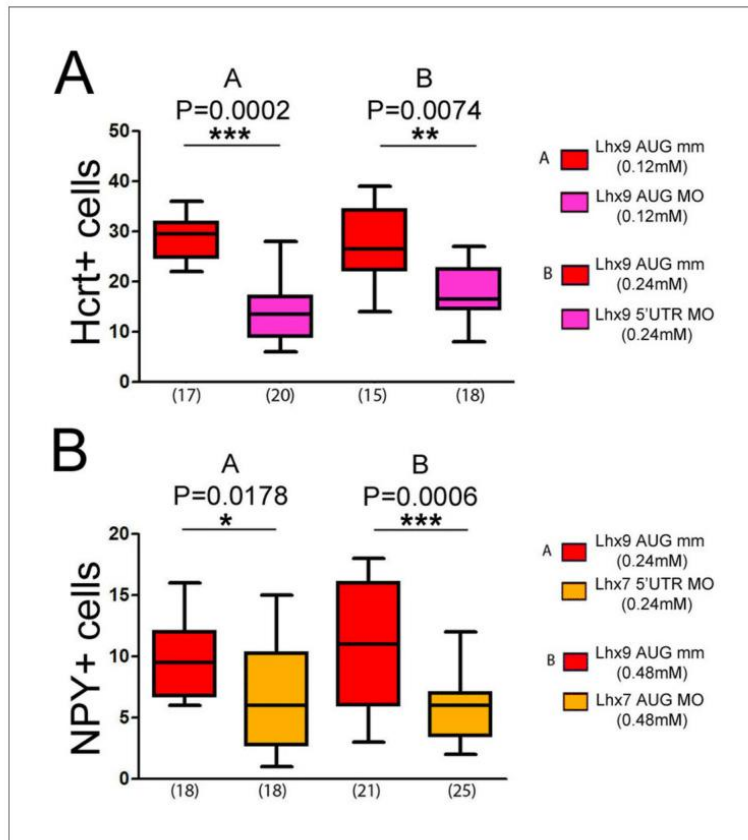 A
A
P=0.0002
***
B
P=0.0074
**
Hcrt+ cells
50
40
30
20
10
0
(17)
(20)
(15)
(18)
A
Lhx9 AUG mm
(0.12mM)
Lhx9 AUG MO
(0.12mM)
B
Lhx9 AUG mm
(0.24mM)
Lhx9 5'UTR MO
(0.24mM)
B
A
P=0.0178
*
B
P=0.0006
***
NPY+ cells
20
15
10
5
0
(18)
(18)
(21)
(25)
A
Lhx9 AUG mm
(0.24mM)
Lhx7 5'UTR MO
(0.24mM)
B
Lhx9 AUG mm
(0.48mM)
Lhx7 AUG MO
(0.48mM)